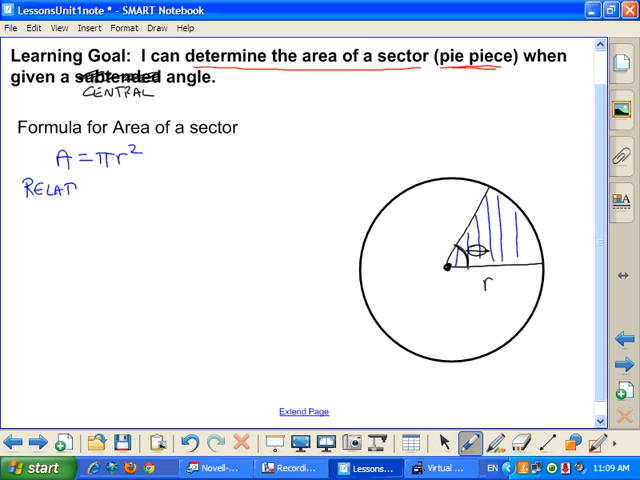 LessonsUnit1note * - SMART Notebook
File Edit View Insert Format Draw Help
Learning Goal: I can determine the area of a sector (pie piece) when
given a subtended angle.
CENTRAL
Formula for Area of a sector
A = πr²
RELAT
θ
r
Extend Page
start
Novell-...
Recordin...
Lessons...
Virtual ...
EN
11:09 AM